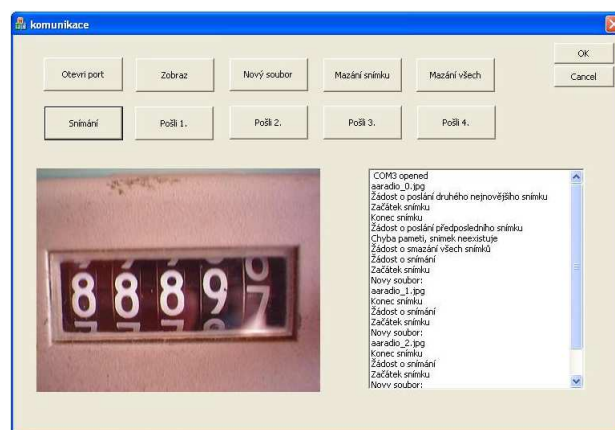 komunikace
OK
Cancel
Otevri port
Zobraz
Nový soubor
Mazání snímku
Mazání všech
Snímání
Pošli 1.
Pošli 2.
Pošli 3.
Pošli 4.
88897
COM3 opened
aaradio_0.jpg
Žádost o poslání druhého nejnovějšího snímku
Začátek snímku
Konec snímku
Žádost o poslání předposledního snímku
Chyba pameti, snimek neexistuje
Žádost o smazání všech snímků
Žádost o snímání
Začátek snímku
Novy soubor:
aaradio_1.jpg
Konec snímku
Žádost o snímání
Začátek snímku
Novy soubor:
aaradio_2.jpg
Konec snímku
Žádost o snímání
Začátek snímku
Novy soubor: